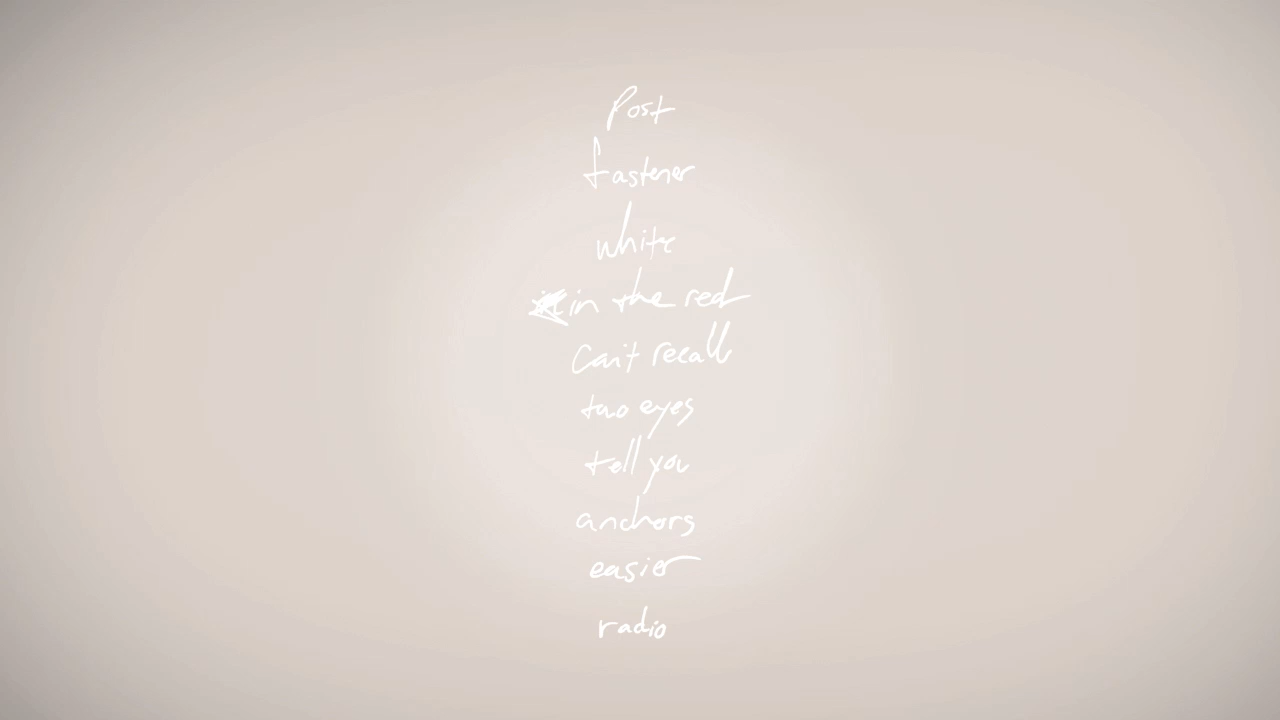 Post
fastener
white
in the red
can't recall
two eyes
tell you
anchors
easier
radio